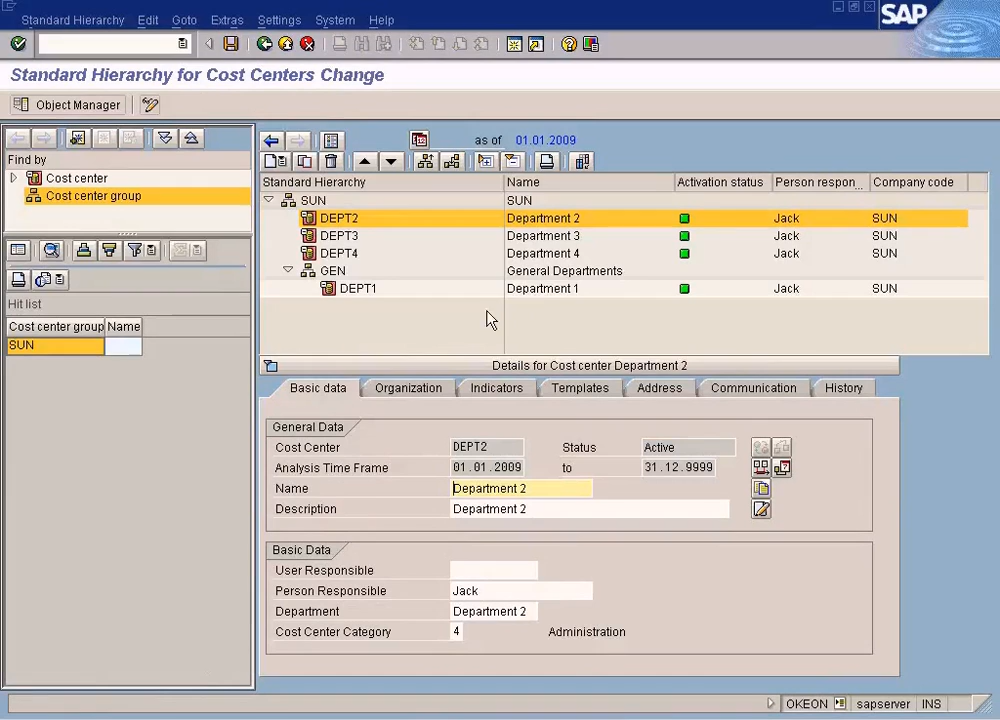 Standard Hierarchy Edit Goto Extras Settings System Help
SAP
Standard Hierarchy for Cost Centers Change
Object Manager
Find by
Cost center
Cost center group
Hit list
Cost center group Name
SUN
as of 01.01.2009
Standard Hierarchy Name Activation status Person respon... Company code
SUN SUN
DEPT2 Department 2 Jack SUN
DEPT3 Department 3 Jack SUN
DEPT4 Department 4 Jack SUN
GEN General Departments
DEPT1 Department 1 Jack SUN
Details for Cost center Department 2
Basic data Organization Indicators Templates Address Communication History
General Data
Cost Center DEPT2 Status Active
Analysis Time Frame 01.01.2009 to 31.12.9999
Name Department 2
Description Department 2
Basic Data
User Responsible
Person Responsible Jack
Department Department 2
Cost Center Category 4 Administration
OKEON sapserver INS